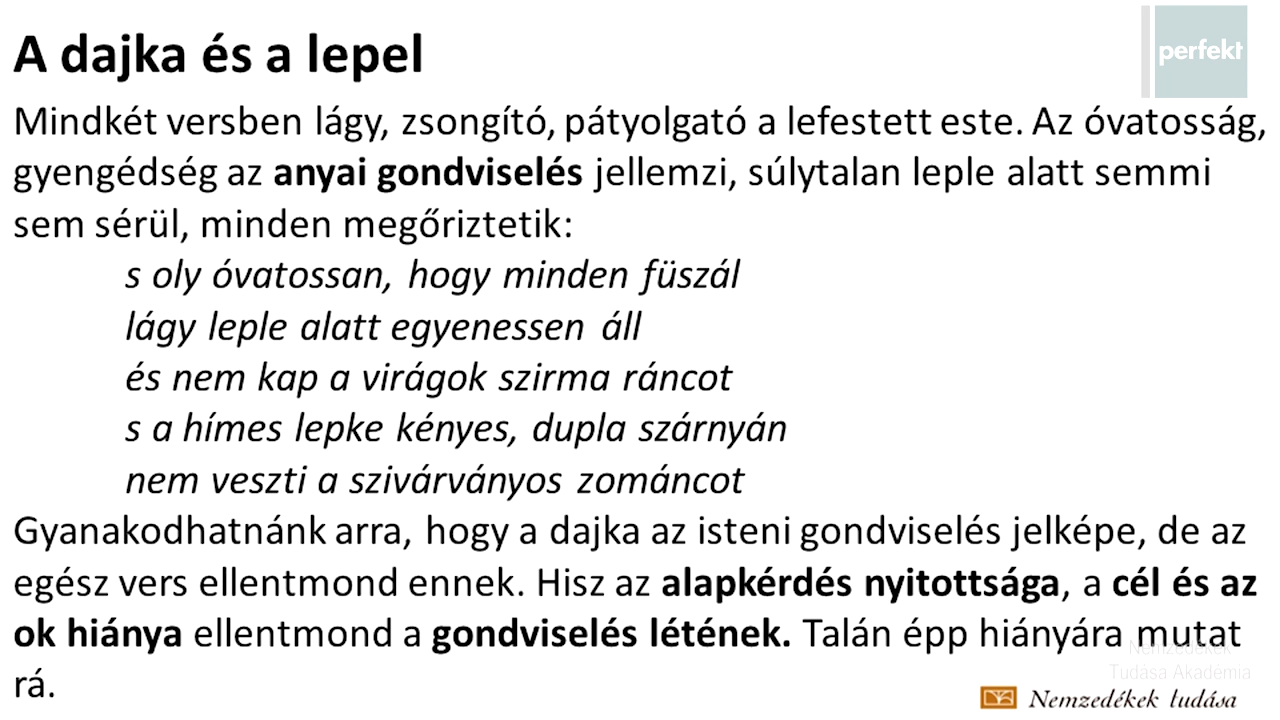 A dajka és a lepel
perfekt
Mindkét versben lágy, zsongító, pátyolgató a lefestett este. Az óvatosság,
gyengédség az anyai gondviselés jellemzi, súlytalan leple alatt semmi
sem sérül, minden megőriztetik:
s oly óvatossan, hogy minden füszál
lágy leple alatt egyenessen áll
és nem kap a virágok szirma ráncot
s a hímes lepke kényes, dupla szárnyán
nem veszti a szivárványos zománcot
Gyanakodhatnánk arra, hogy a dajka az isteni gondviselés jelképe, de az
egész vers ellentmond ennek. Hisz az alapkérdés nyitottsága, a cél és az
ok hiánya ellentmond a gondviselés létének. Talán épp hiányára mutat
rá.
Nemzedékek
Tudása Akadémia
Nemzedékek tudása